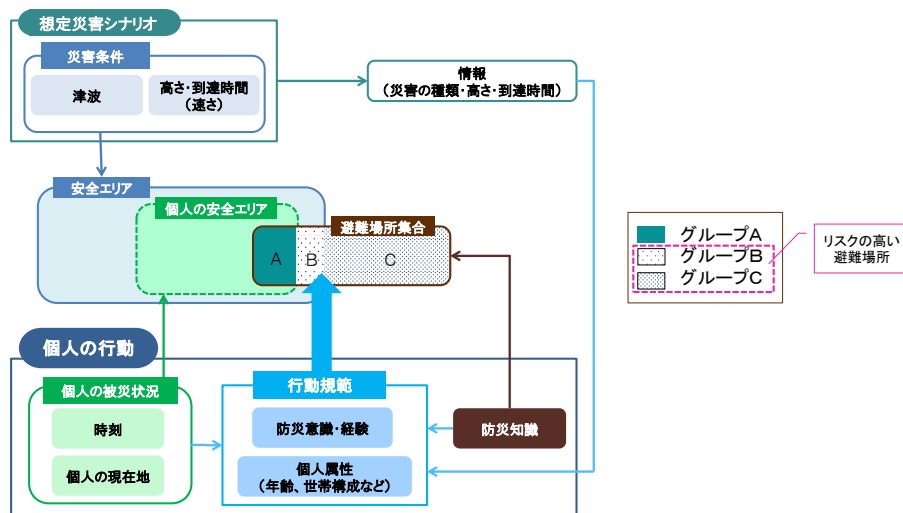 想定災害シナリオ
災害条件
津波
高さ・到達時間
（速さ）
情報
（災害の種類・高さ・到達時間）
安全エリア
個人の安全エリア
避難場所集合
A
B
C
グループA
グループB
グループC
リスクの高い
避難場所
個人の行動
個人の被災状況
時刻
個人の現在地
行動規範
防災意識・経験
個人属性
（年齢、世帯構成など）
防災知識